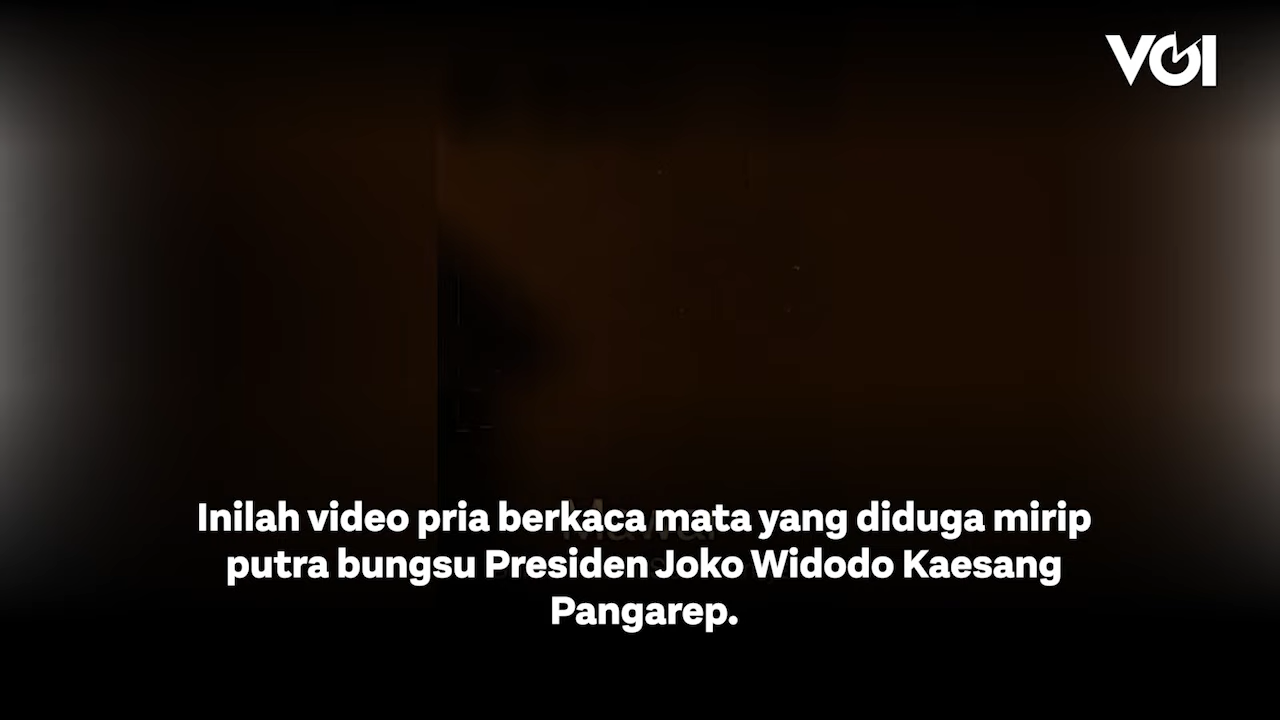 VOI
Inilah video pria berkaca mata yang diduga mirip
putra bungsu Presiden Joko Widodo Kaesang
Pangarep.